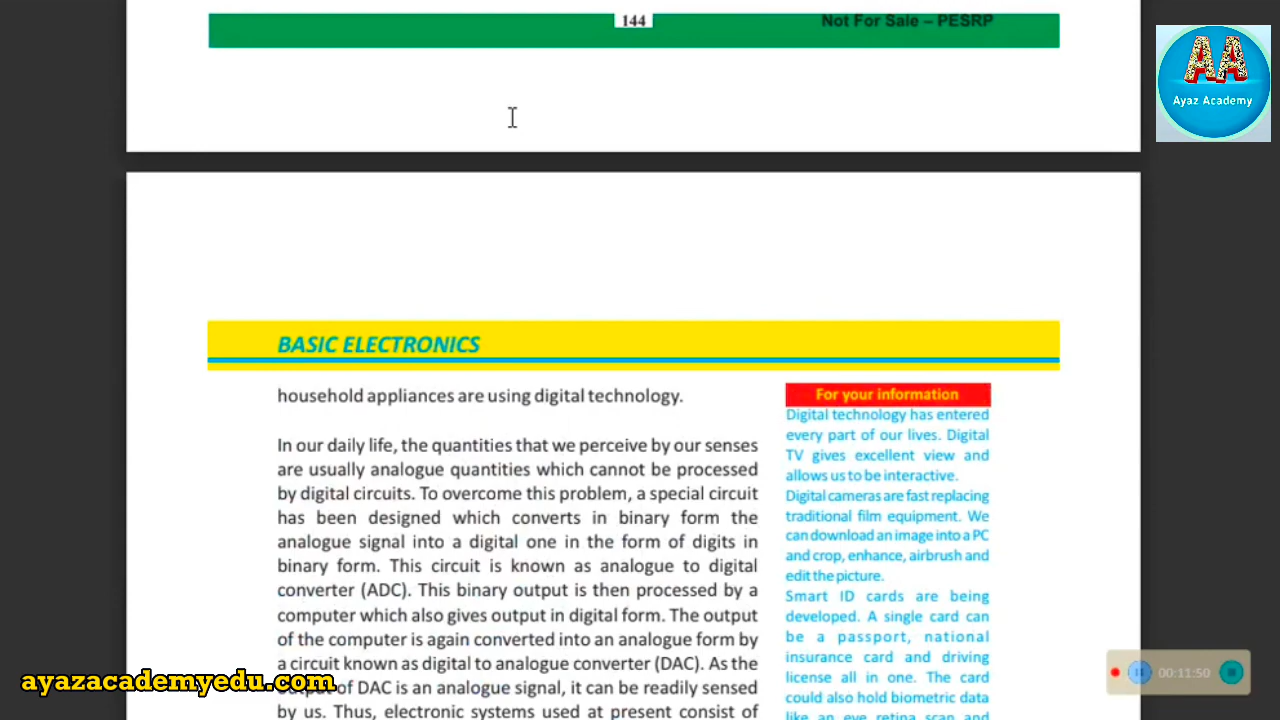 144
Not For Sale – PESRP
AA
Ayaz Academy
BASIC ELECTRONICS
household appliances are using digital technology.
In our daily life, the quantities that we perceive by our senses
are usually analogue quantities which cannot be processed
by digital circuits. To overcome this problem, a special circuit
has been designed which converts in binary form the
analogue signal into a digital one in the form of digits in
binary form. This circuit is known as analogue to digital
converter (ADC). This binary output is then processed by a
computer which also gives output in digital form. The output
of the computer is again converted into an analogue form by
a circuit known as digital to analogue converter (DAC). As the
output of DAC is an analogue signal, it can be readily sensed
by us. Thus, electronic systems used at present consist of
For your information
Digital technology has entered
every part of our lives. Digital
TV gives excellent view and
allows us to be interactive.
Digital cameras are fast replacing
traditional film equipment. We
can download an image into a PC
and crop, enhance, airbrush and
edit the picture.
Smart ID cards are being
developed. A single card can
be a passport, national
insurance card and driving
license all in one. The card
could also hold biometric data
like an eye retina scan and
ayazacademyedu.com
00:11:50